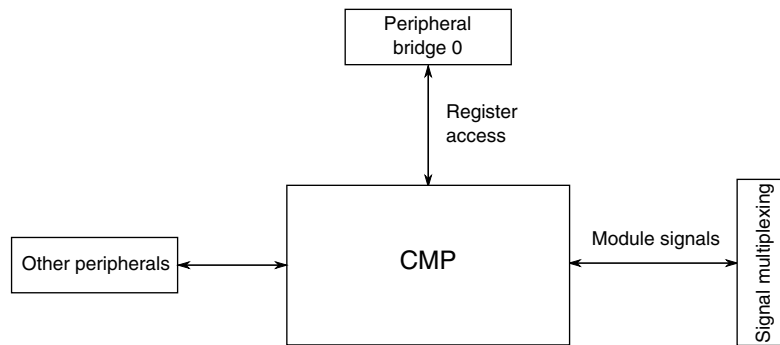 Peripheral
bridge 0
Register
access
Signal multiplexing
Module signals
CMP
Other peripherals